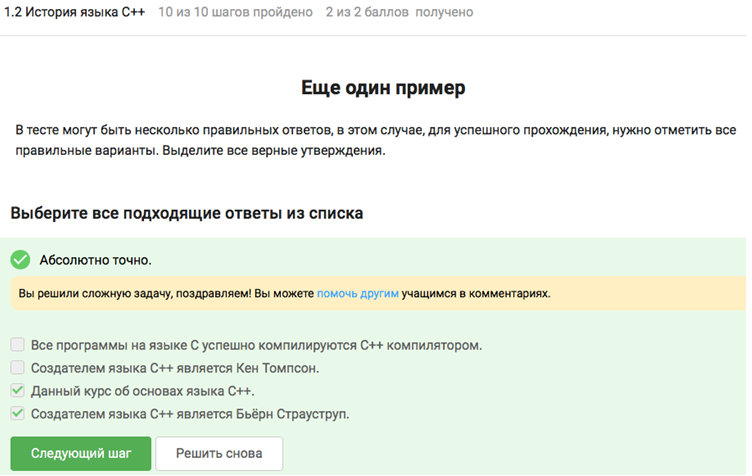 1.2 История языка C++ 10 из 10 шагов пройдено 2 из 2 баллов получено
Еще один пример
В тесте могут быть несколько правильных ответов, в этом случае, для успешного прохождения, нужно отметить все
правильные варианты. Выделите все верные утверждения.
Выберите все подходящие ответы из списка
Абсолютно точно.
Вы решили сложную задачу, поздравляем! Вы можете помочь другим учащимся в комментариях.
Все программы на языке C успешно компилируются C++ компилятором.
Создателем языка C++ является Кен Томпсон.
Данный курс об основах языка C++.
Создателем языка C++ является Бьёрн Страуструп.
Следующий шаг Решить снова